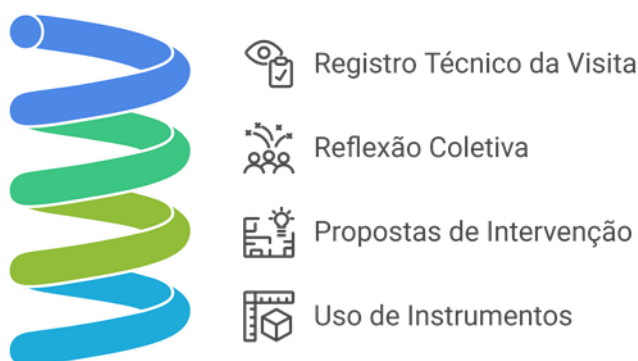 Registro Técnico da Visita
Reflexão Coletiva
Propostas de Intervenção
Uso de Instrumentos